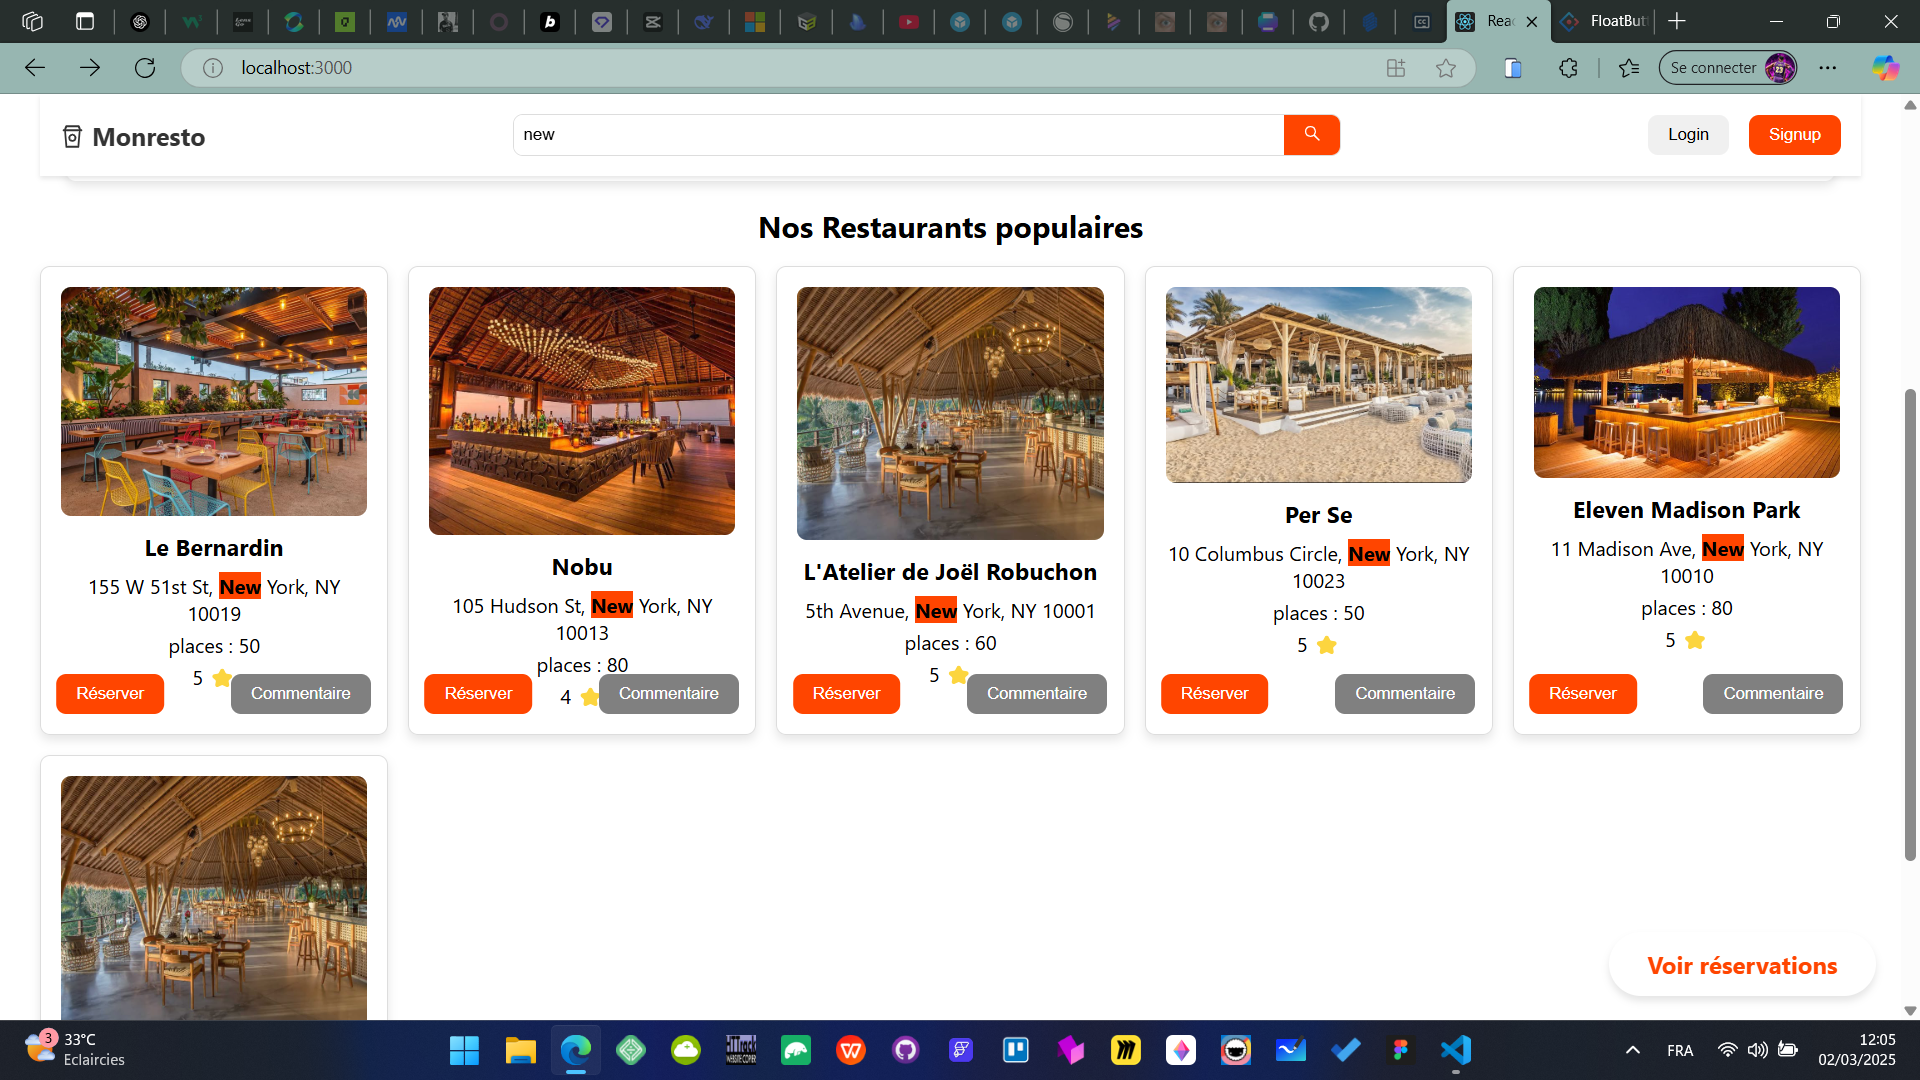 Reac
FloatButt
localhost:3000
Se connecter
Monresto
new
Login
Signup
Nos Restaurants populaires
Le Bernardin
155 W 51st St, New York, NY
10019
places : 50
5
Réserver
Commentaire
Nobu
105 Hudson St, New York, NY
10013
places : 80
4
Réserver
Commentaire
L'Atelier de Joël Robuchon
5th Avenue, New York, NY 10001
places : 60
5
Réserver
Commentaire
Per Se
10 Columbus Circle, New York, NY
10023
places : 50
5
Réserver
Commentaire
Eleven Madison Park
11 Madison Ave, New York, NY
10010
places : 80
5
Réserver
Commentaire
Voir réservations
3
33°C
Eclaircies
FRA
12:05
02/03/2025